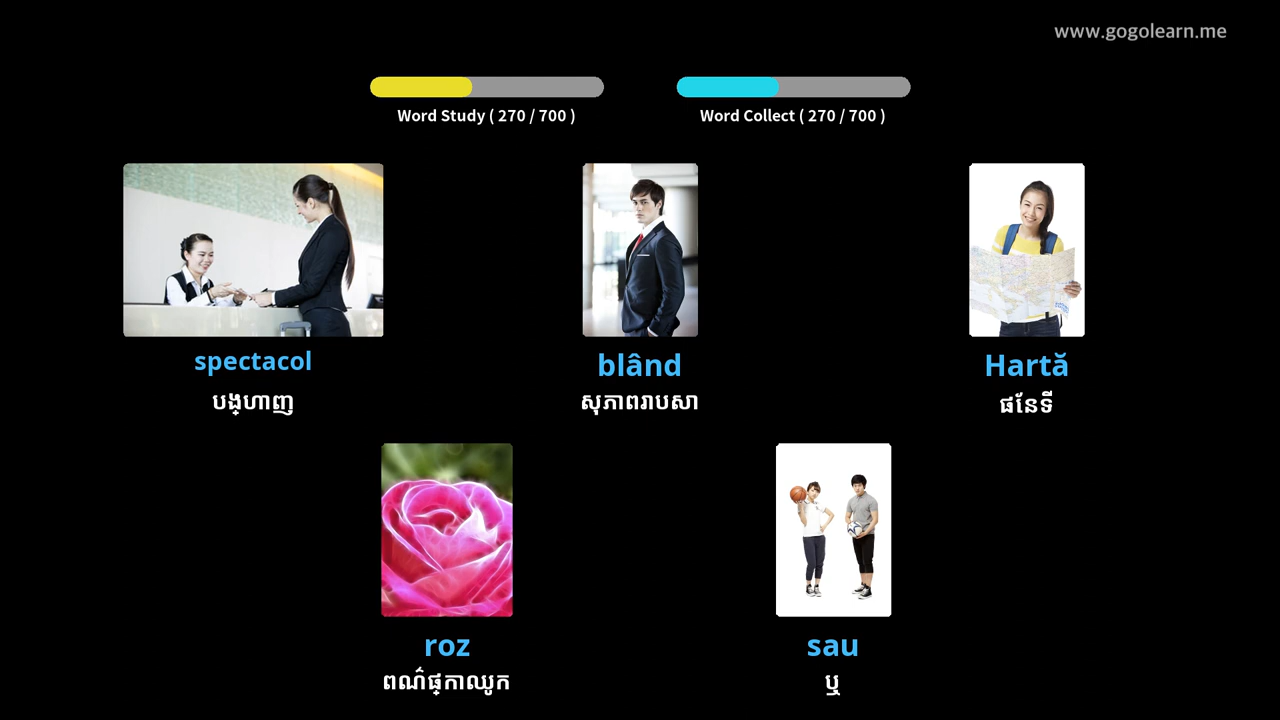 www.gogolearn.me
Word Study ( 270 / 700 )
Word Collect ( 270 / 700 )
spectacol
blând
Hartă
បង្ហាញ
សុភាពរាបសា
ផែនទី
roz
sau
ពណ៌ផ្កាឈូក
ឬ